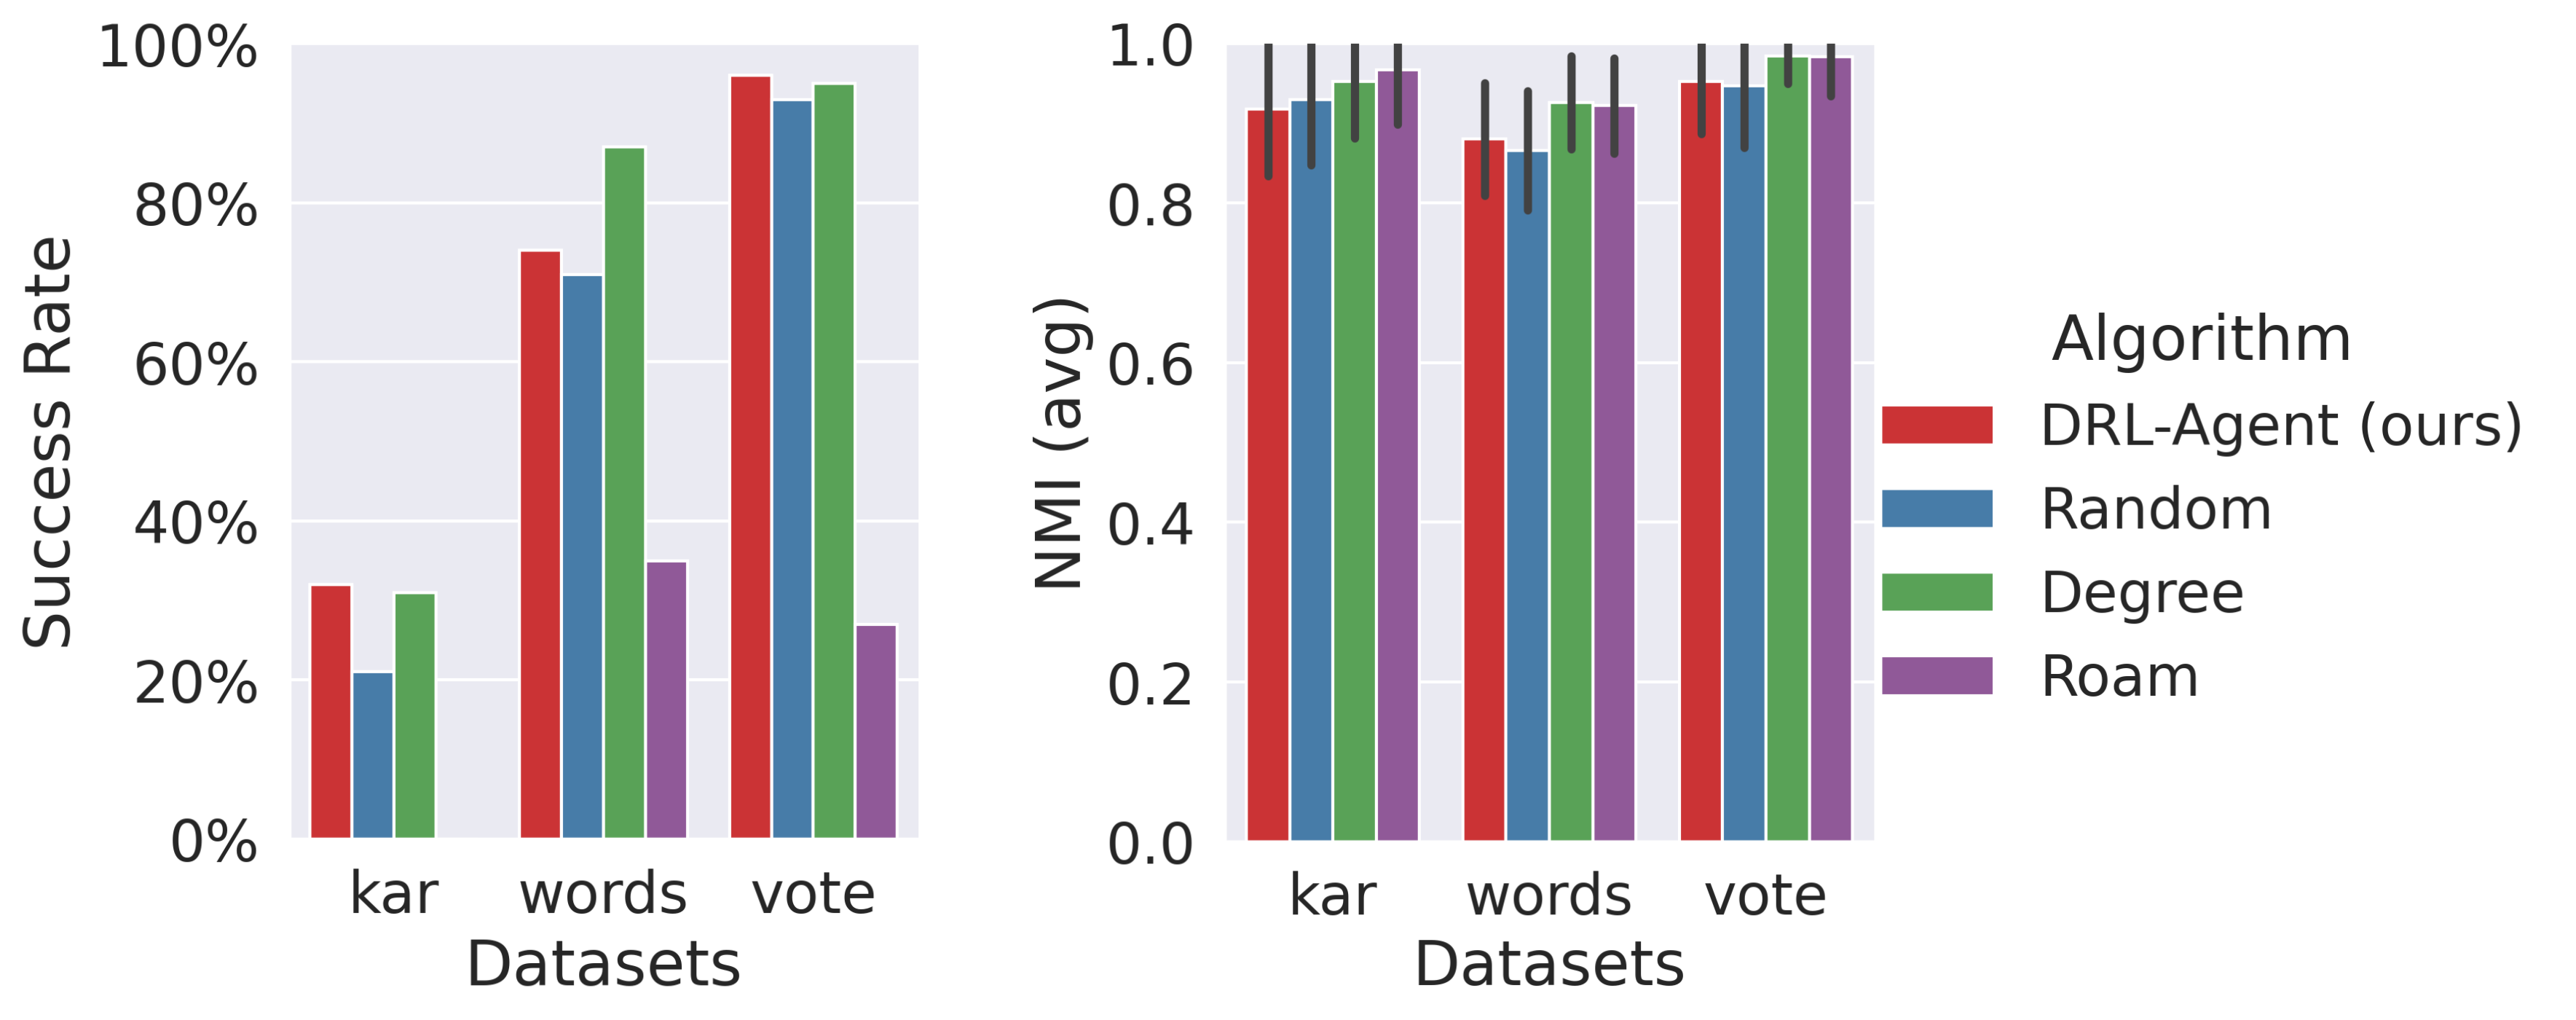 Success Rate
100%
80%
60%
40%
20%
0%
kar words vote
Datasets
NMI (avg)
1.0
0.8
0.6
0.4
0.2
0.0
kar words vote
Datasets
Algorithm
DRL-Agent (ours)
Random
Degree
Roam